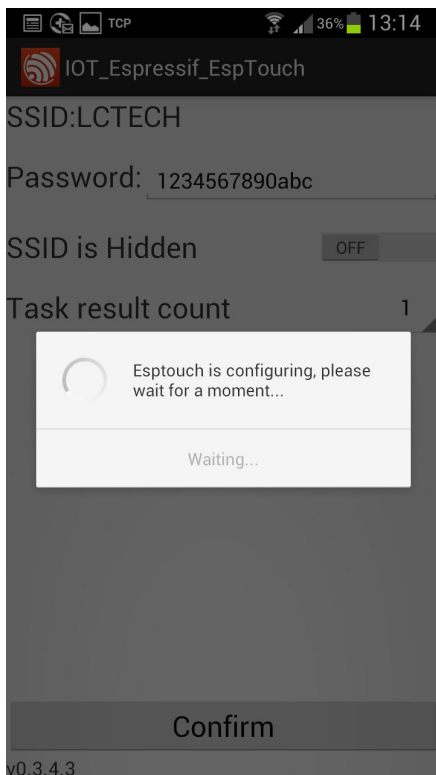 TCP 36% 13:14
IOT_Espressif_EspTouch
SSID:LCTECH
Password: 1234567890abc
SSID is Hidden OFF
Task result count 1
Esptouch is configuring, please
wait for a moment...
Waiting...
Confirm
v0.3.4.3